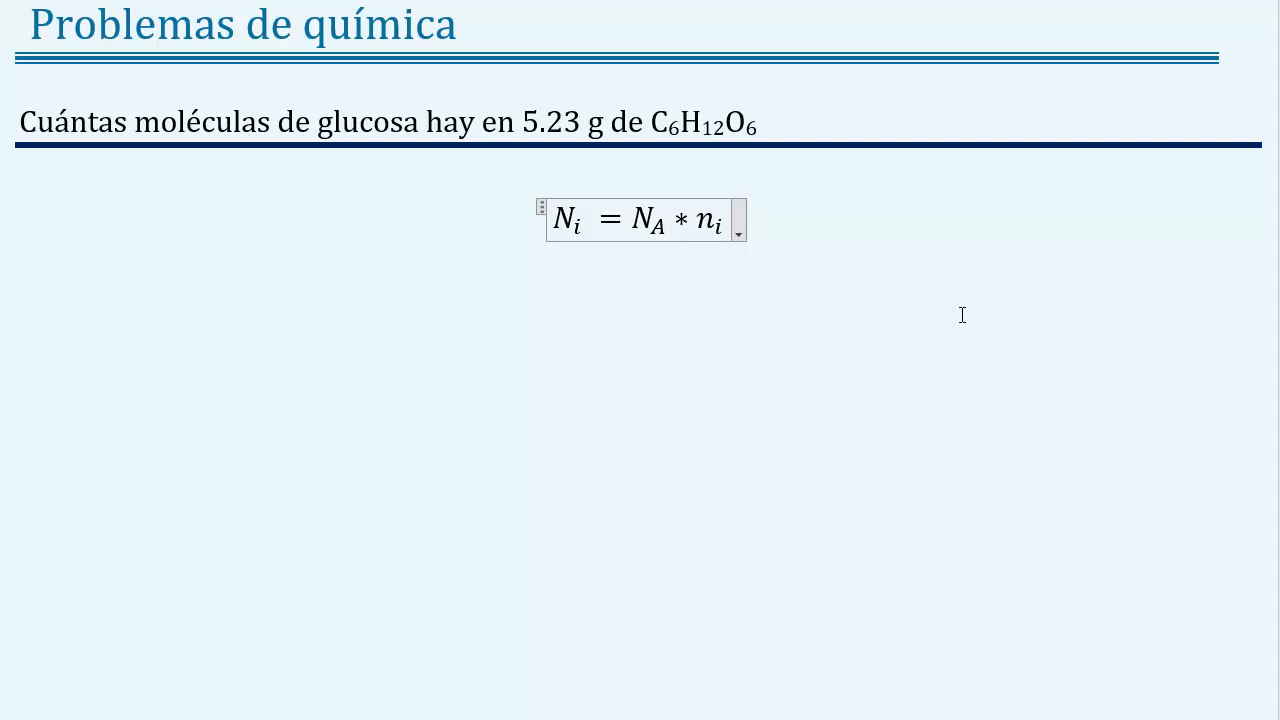 Problemas de química
Cuántas moléculas de glucosa hay en 5.23 g de C₆H₁₂O₆
Nᵢ = N_A * nᵢ